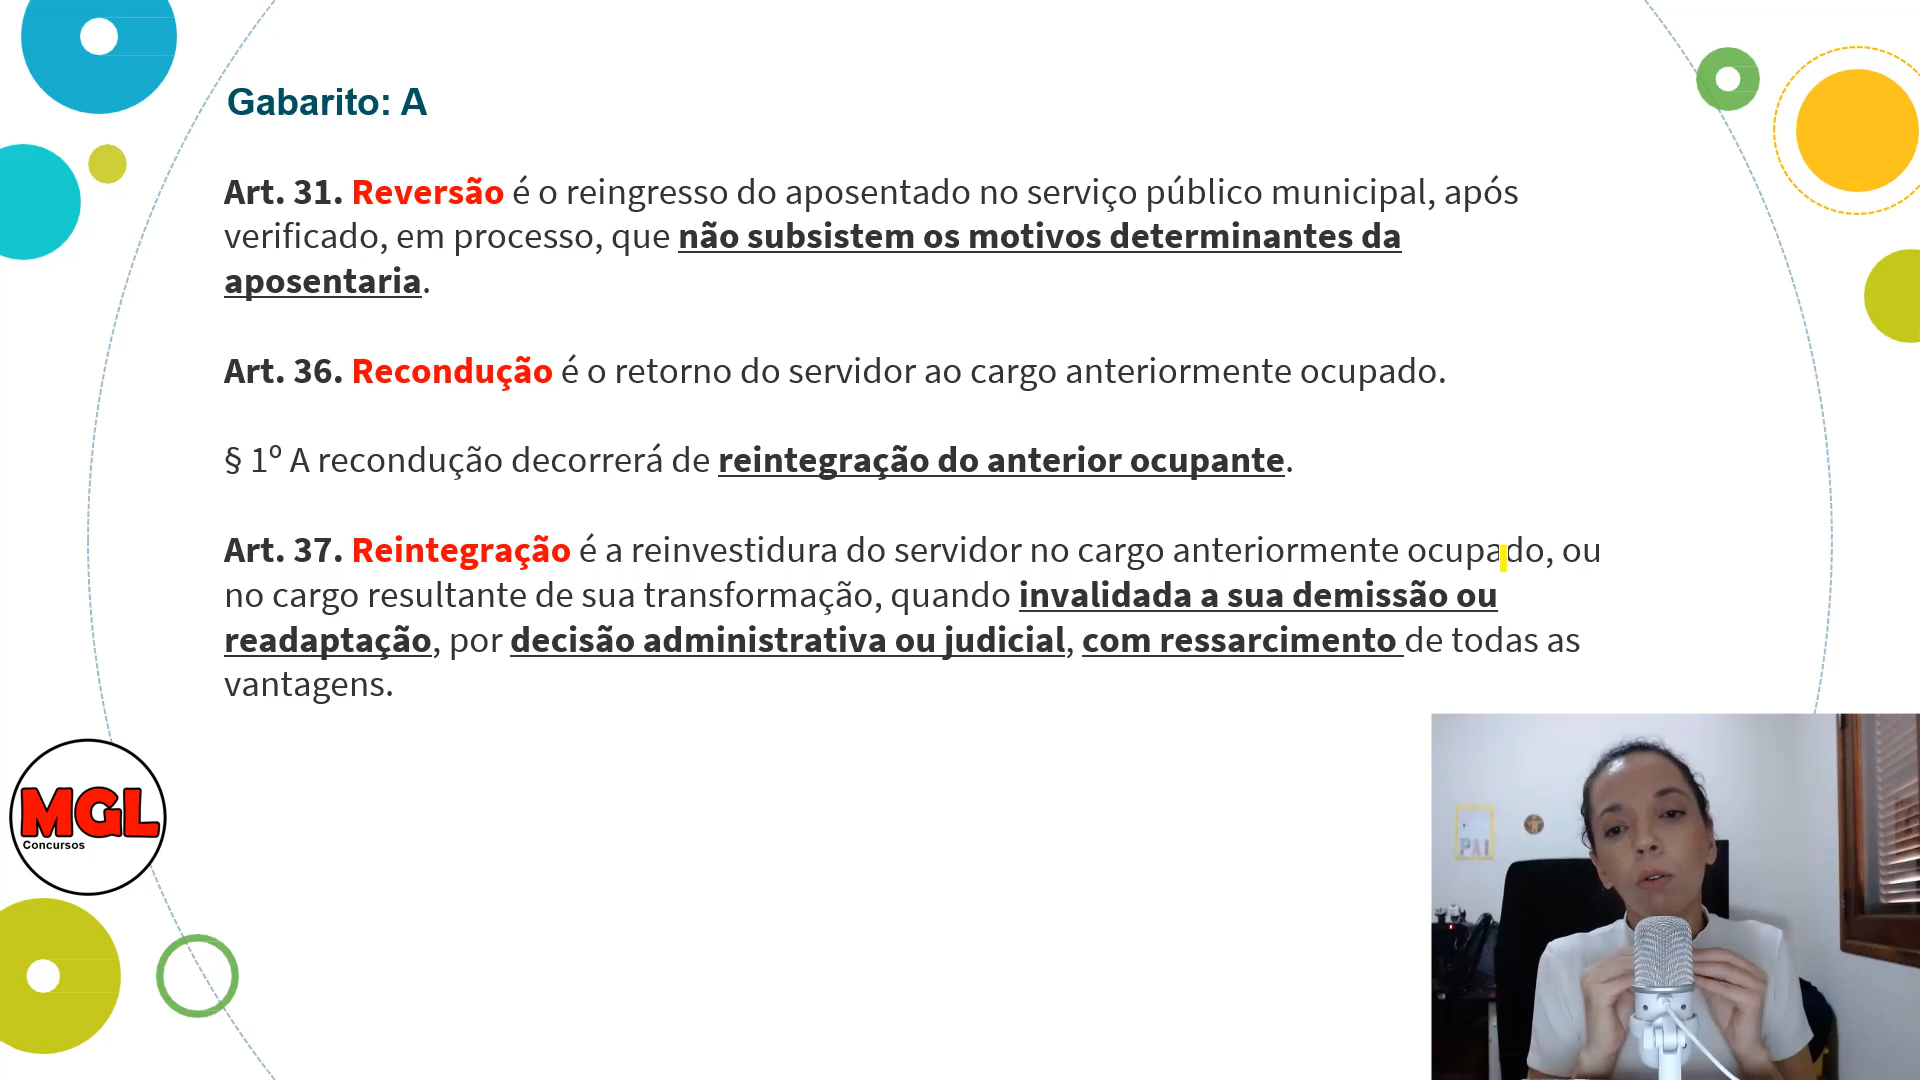 Gabarito: A
Art. 31. Reversão é o reingresso do aposentado no serviço público municipal, após
verificado, em processo, que não subsistem os motivos determinantes da
aposentaria.
Art. 36. Recondução é o retorno do servidor ao cargo anteriormente ocupado.
§ 1º A recondução decorrerá de reintegração do anterior ocupante.
Art. 37. Reintegração é a reinvestidura do servidor no cargo anteriormente ocupado, ou
no cargo resultante de sua transformação, quando invalidada a sua demissão ou
readaptação, por decisão administrativa ou judicial, com ressarcimento de todas as
vantagens.
MGL
Concursos
PAI